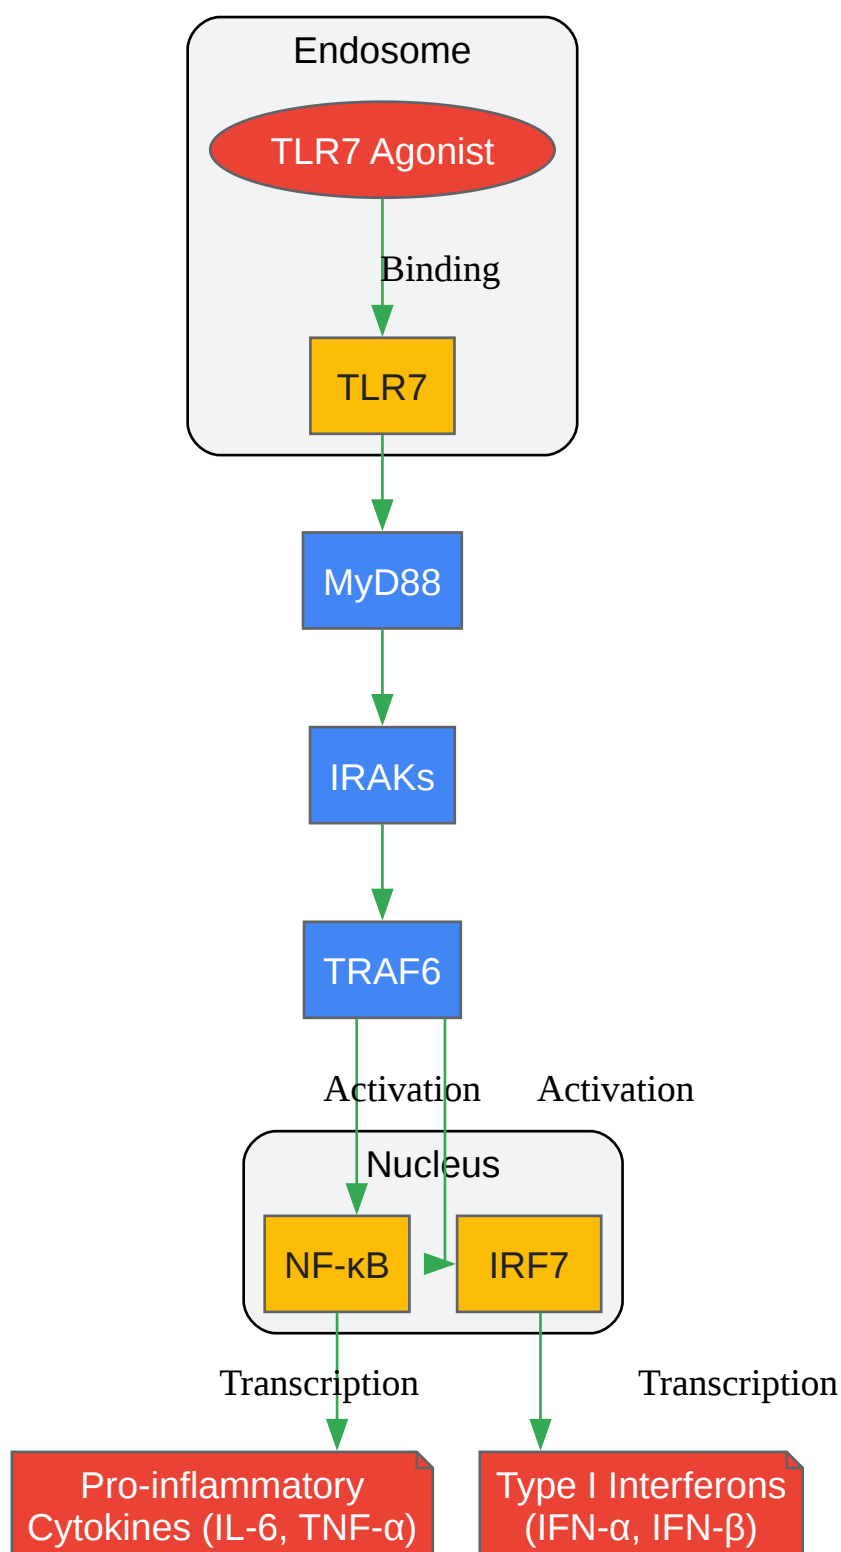 Endosome
TLR7 Agonist
Binding
TLR7
MyD88
IRAKs
TRAF6
Activation
Activation
Nucleus
NF-κB
IRF7
Transcription
Transcription
Pro-inflammatory
Cytokines (IL-6, TNF-α)
Type I Interferons
(IFN-α, IFN-β)